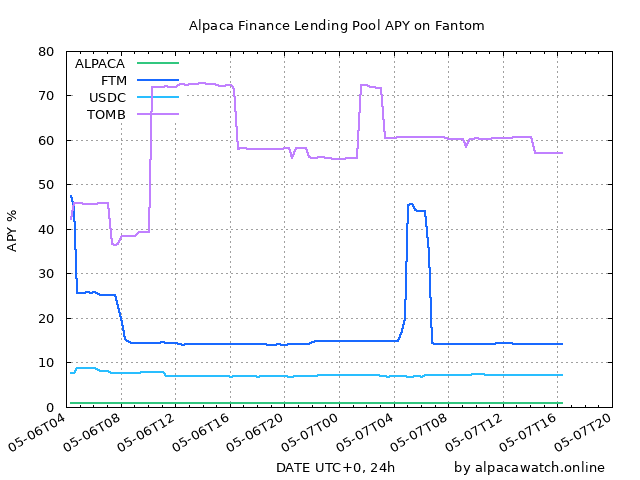 Alpaca Finance Lending Pool APY on Fantom
80
70
60
50
40
30
20
10
0
APY %
ALPACA
FTM
USDC
TOMB
05-06T04
05-06T08
05-06T12
05-06T16
05-06T20
05-07T00
05-07T04
05-07T08
05-07T12
05-07T16
05-07T20
DATE UTC+0, 24h
by alpacawatch.online